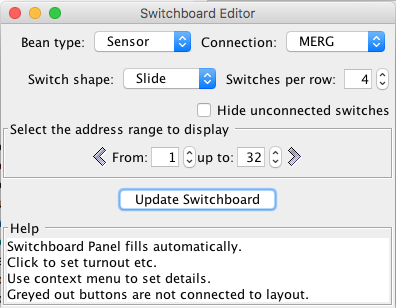 Switchboard Editor
Bean type: Sensor Connection: MERG
Switch shape: Slide Switches per row: 4
Hide unconnected switches
Select the address range to display
From: 1 up to: 32
Update Switchboard
Help
Switchboard Panel fills automatically.
Click to set turnout etc.
Use context menu to set details.
Greyed out buttons are not connected to layout.